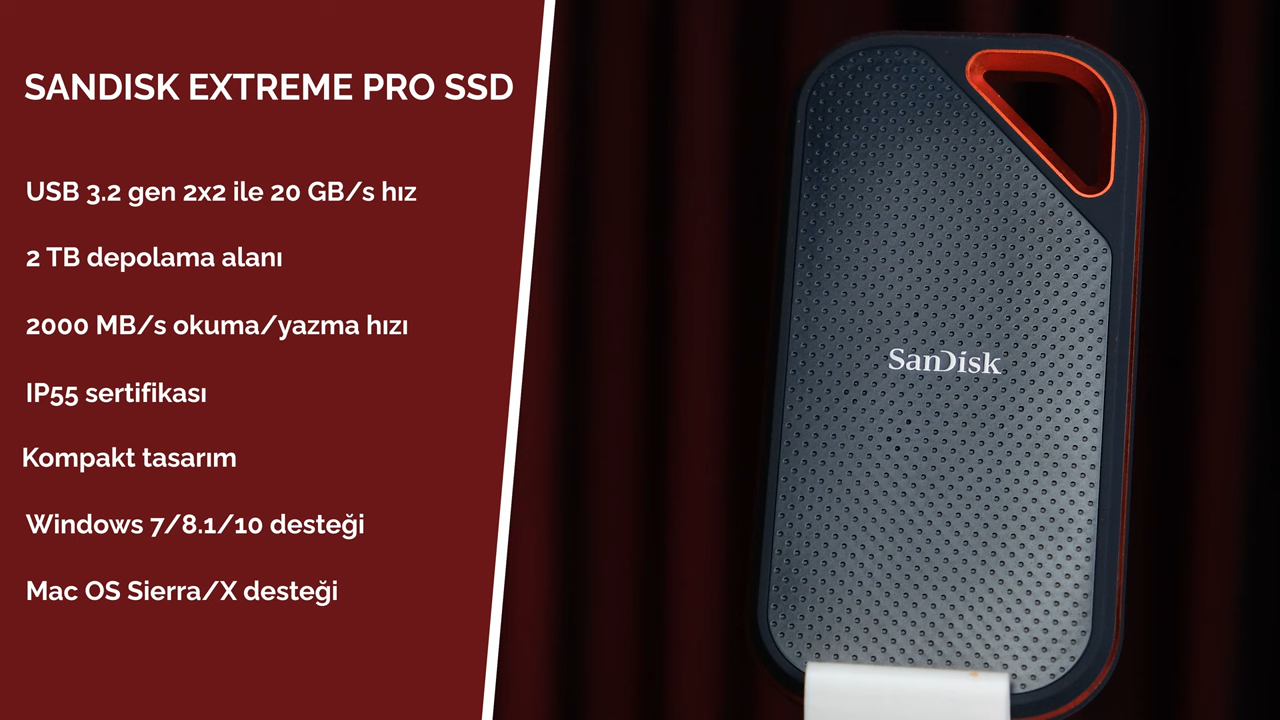 SANDISK EXTREME PRO SSD
USB 3.2 gen 2x2 ile 20 GB/s hız
2 TB depolama alanı
2000 MB/s okuma/yazma hızı
IP55 sertifikası
Kompakt tasarım
Windows 7/8.1/10 desteği
Mac OS Sierra/X desteği
SanDisk